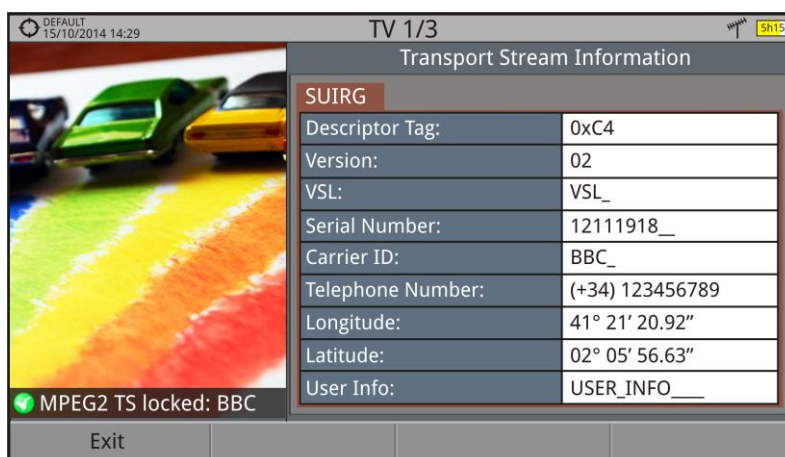 DEFAULT
15/10/2014 14:29
TV 1/3
5h15
Transport Stream Information
SUIRG
Descriptor Tag: 0xC4
Version: 02
VSL: VSL_
Serial Number: 12111918__
Carrier ID: BBC_
Telephone Number: (+34) 123456789
Longitude: 41° 21’ 20.92”
Latitude: 02° 05’ 56.63”
User Info: USER_INFO____
MPEG2 TS locked: BBC
Exit